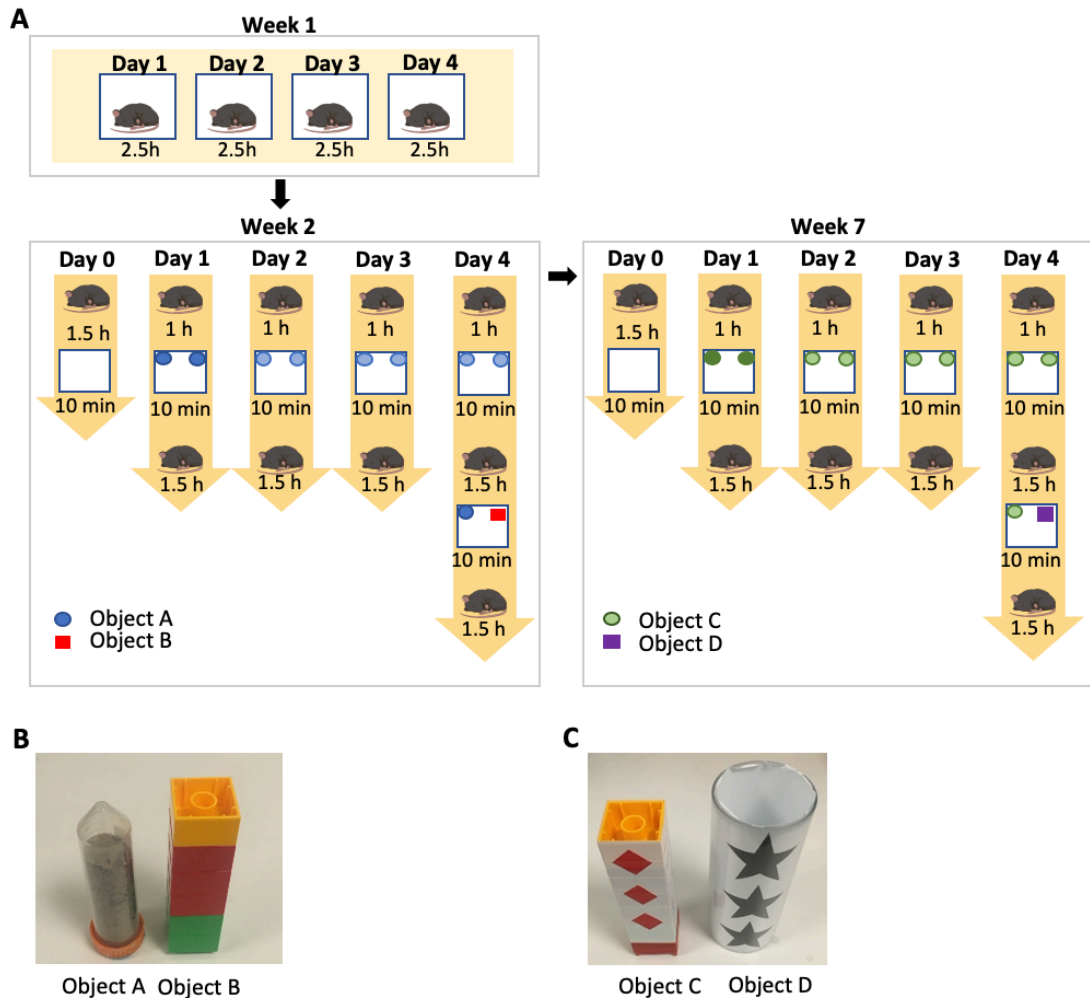 A
Week 1
Day 1 Day 2 Day 3 Day 4
2.5h 2.5h 2.5h 2.5h
Week 2
Day 0 Day 1 Day 2 Day 3 Day 4
1.5 h 1 h 1 h 1 h 1 h
10 min 10 min 10 min 10 min 10 min
1.5 h 1.5 h 1.5 h 1.5 h
10 min
1.5 h
Object A
Object B
Week 7
Day 0 Day 1 Day 2 Day 3 Day 4
1.5 h 1 h 1 h 1 h 1 h
10 min 10 min 10 min 10 min 10 min
1.5 h 1.5 h 1.5 h 1.5 h
10 min
1.5 h
Object C
Object D
B
Object A Object B
C
Object C Object D